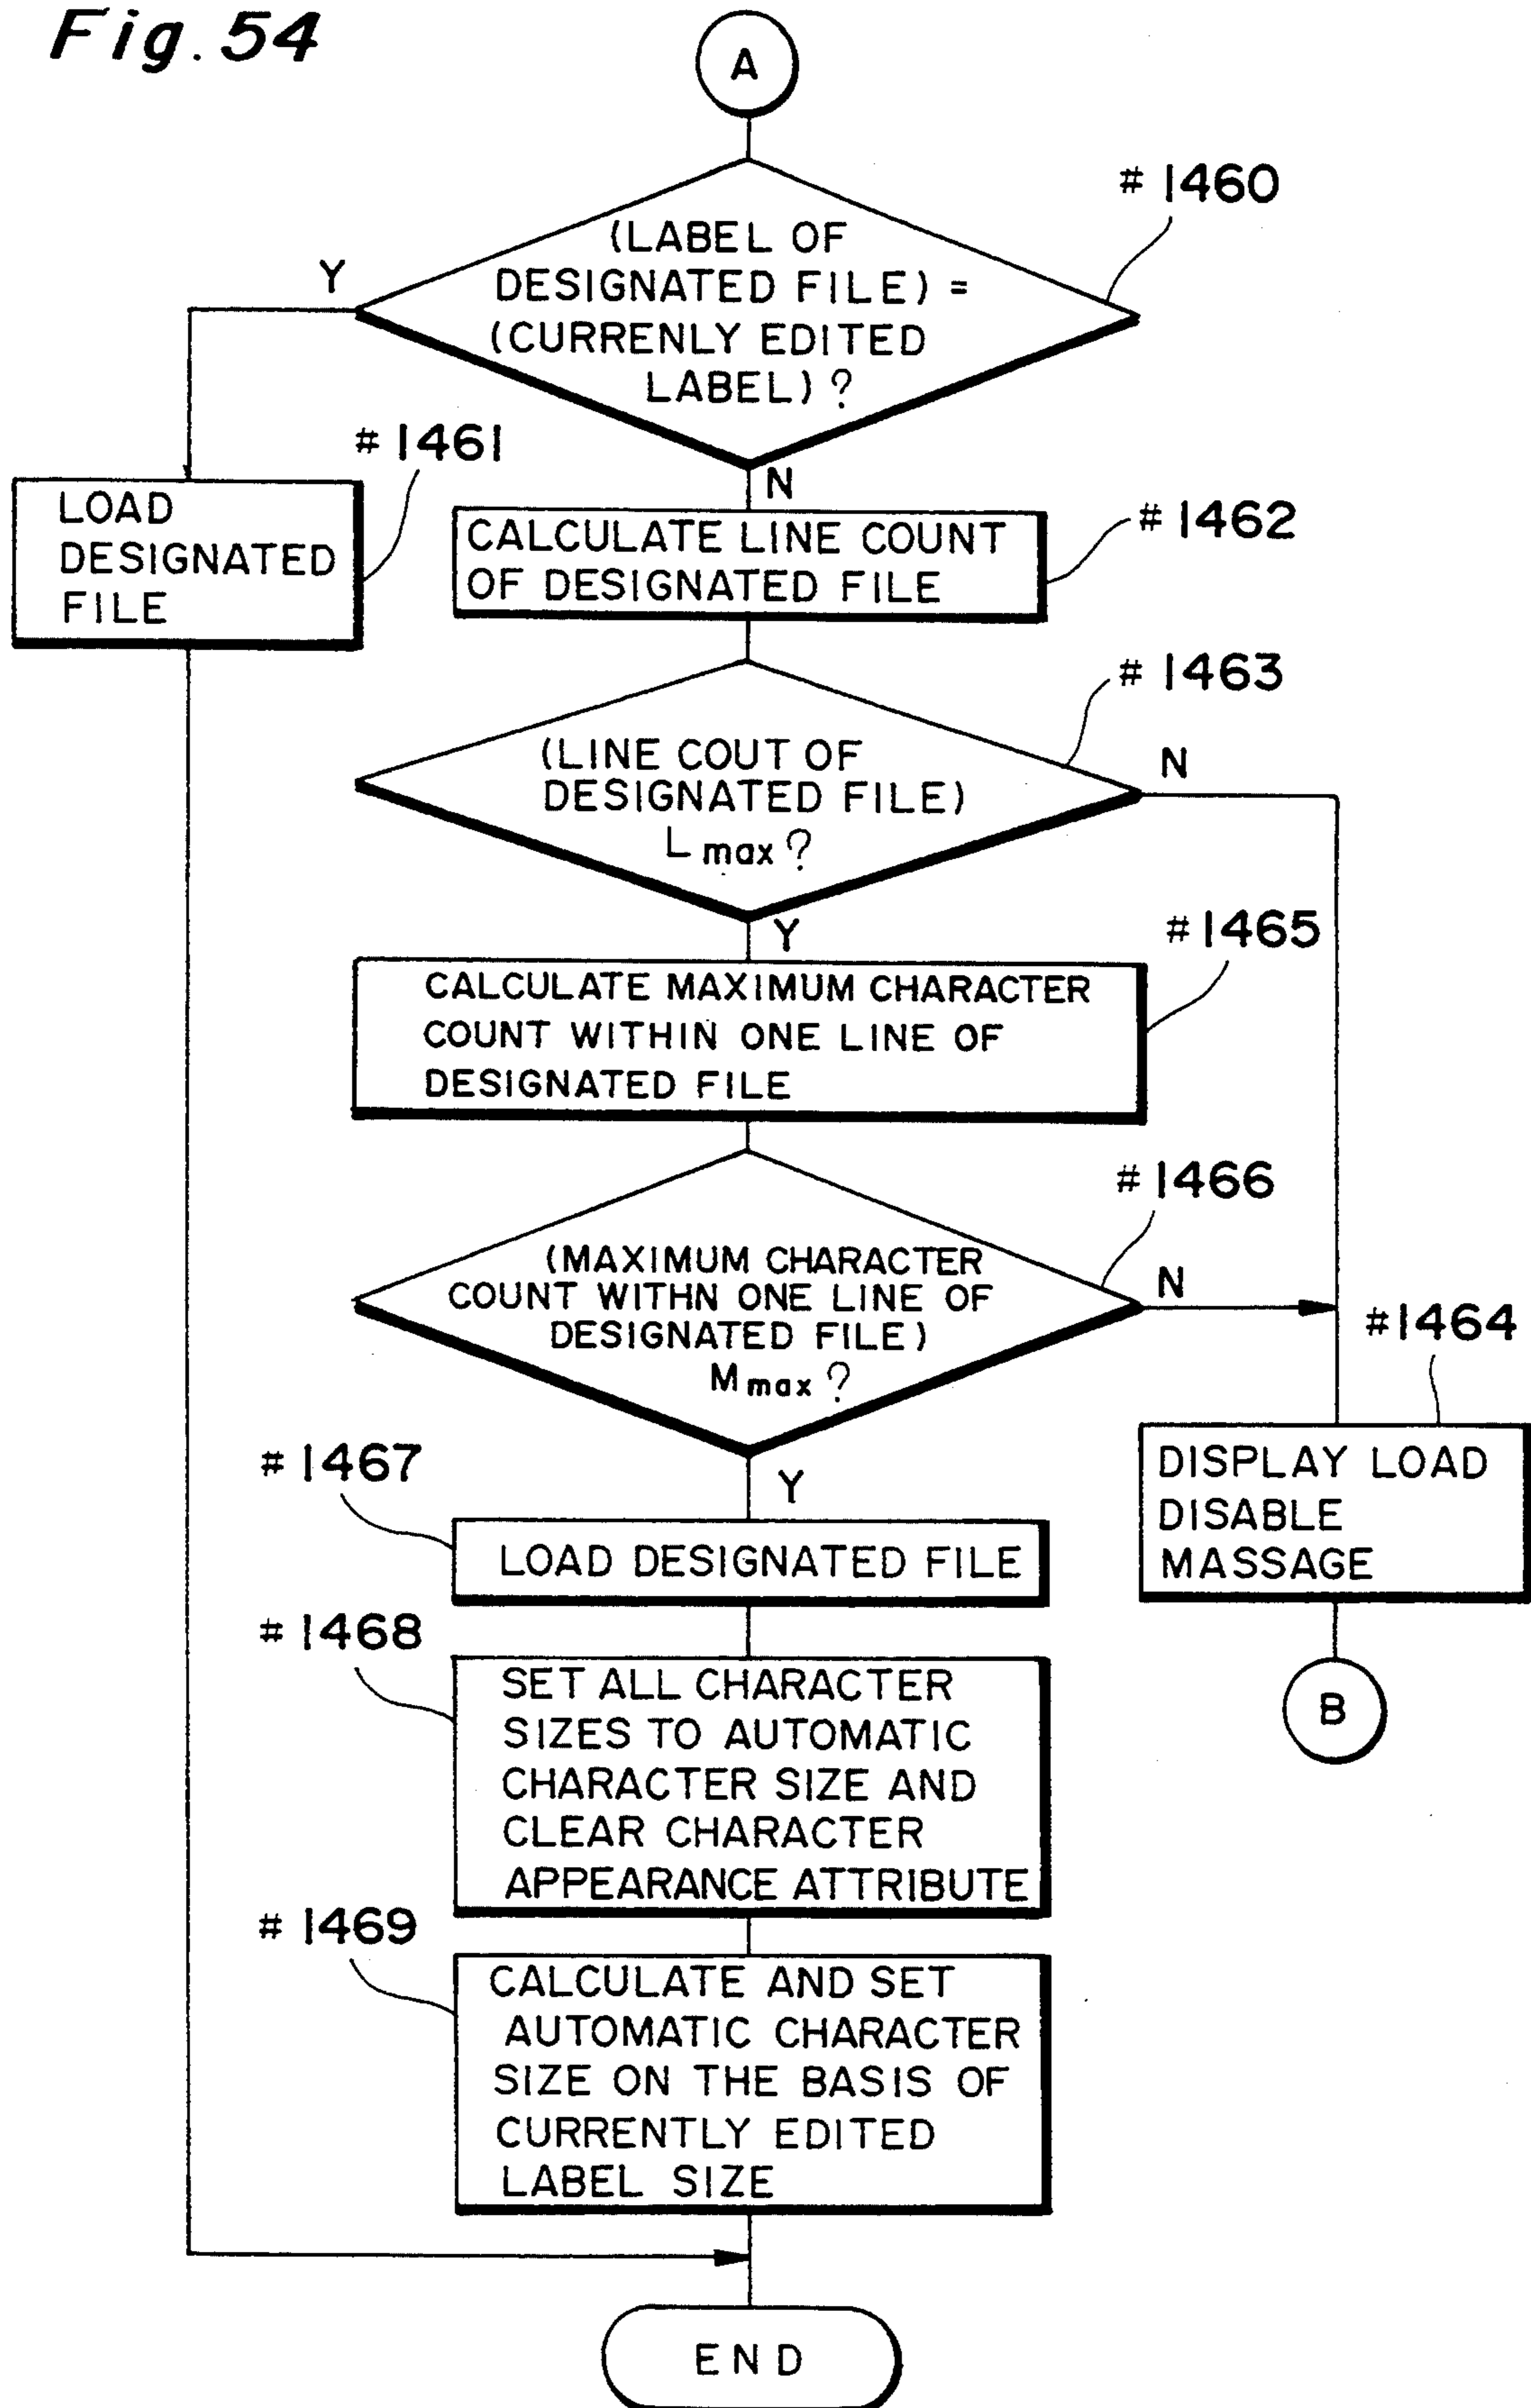 Fig. 54
A
# 1460
(LABEL OF
DESIGNATED FILE) =
(CURRENLY EDITED
LABEL) ?
Y
N
# 1461
LOAD
DESIGNATED
FILE
# 1462
CALCULATE LINE COUNT
OF DESIGNATED FILE
# 1463
(LINE COUT OF
DESIGNATED FILE)
L max ?
N
Y
# 1465
CALCULATE MAXIMUM CHARACTER
COUNT WITHIN ONE LINE OF
DESIGNATED FILE
# 1466
(MAXIMUM CHARACTER
COUNT WITHN ONE LINE OF
DESIGNATED FILE)
M max ?
N
Y
# 1464
DISPLAY LOAD
DISABLE
MASSAGE
B
# 1467
LOAD DESIGNATED FILE
# 1468
SET ALL CHARACTER
SIZES TO AUTOMATIC
CHARACTER SIZE AND
CLEAR CHARACTER
APPEARANCE ATTRIBUTE
# 1469
CALCULATE AND SET
AUTOMATIC CHARACTER
SIZE ON THE BASIS OF
CURRENTLY EDITED
LABEL SIZE
END